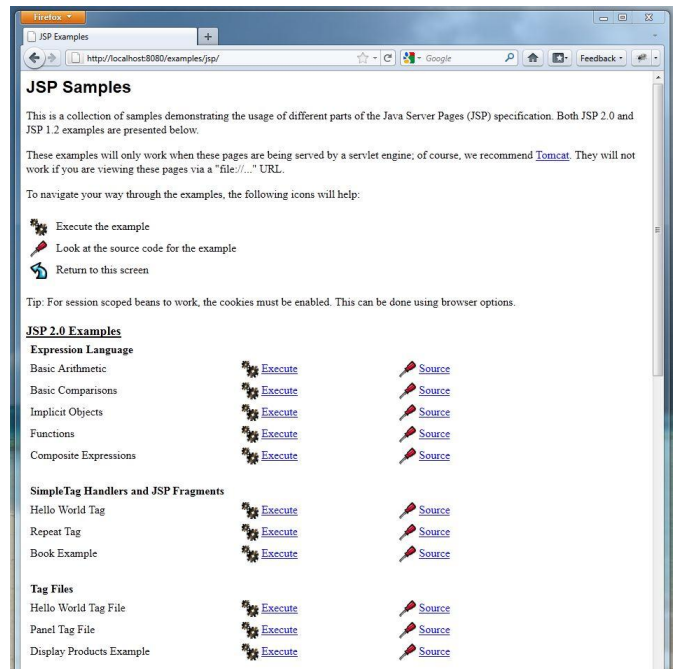 Firefox
JSP Examples
+
http://localhost:8080/examples/jsp/
Google
Feedback
JSP Samples
This is a collection of samples demonstrating the usage of different parts of the Java Server Pages (JSP) specification. Both JSP 2.0 and
JSP 1.2 examples are presented below.
These examples will only work when these pages are being served by a servlet engine; of course, we recommend Tomcat. They will not
work if you are viewing these pages via a "file://..." URL.
To navigate your way through the examples, the following icons will help:
Execute the example
Look at the source code for the example
Return to this screen
Tip: For session scoped beans to work, the cookies must be enabled. This can be done using browser options.
JSP 2.0 Examples
Expression Language
Basic Arithmetic Execute Source
Basic Comparisons Execute Source
Implicit Objects Execute Source
Functions Execute Source
Composite Expressions Execute Source
SimpleTag Handlers and JSP Fragments
Hello World Tag Execute Source
Repeat Tag Execute Source
Book Example Execute Source
Tag Files
Hello World Tag File Execute Source
Panel Tag File Execute Source
Display Products Example Execute Source